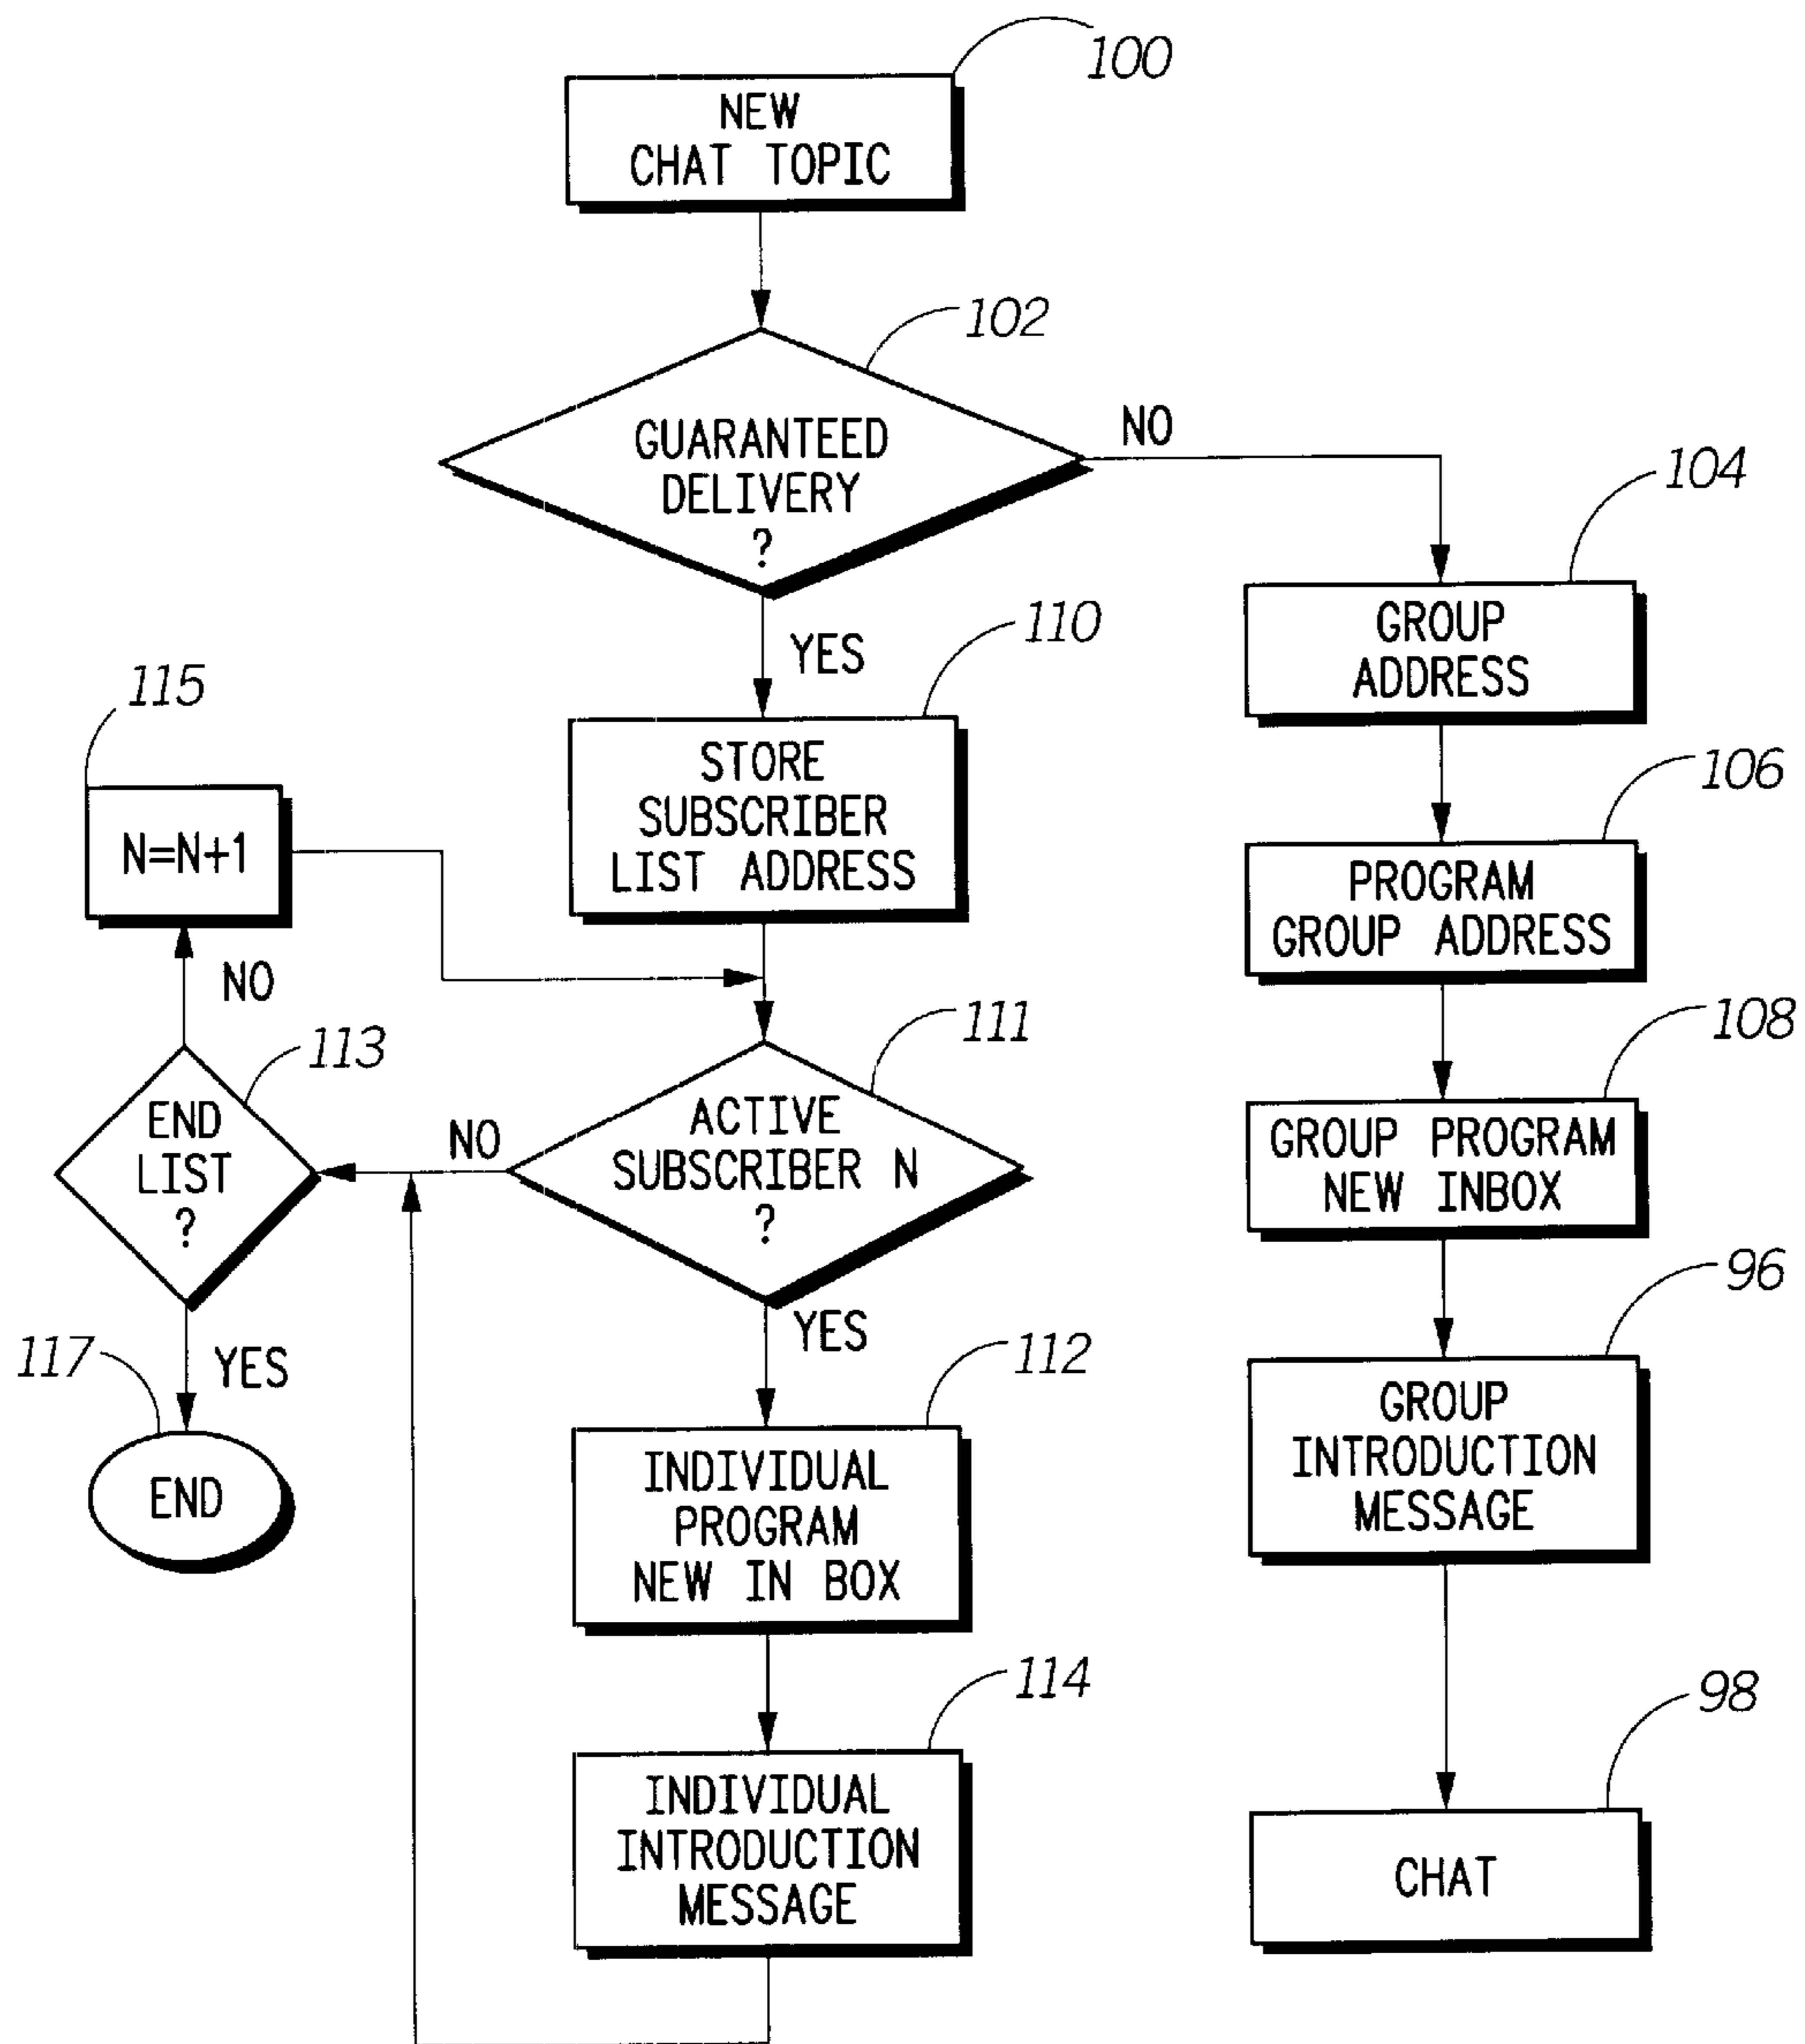 100
NEW
CHAT TOPIC
102
GUARANTEED
DELIVERY
?
NO
YES
104
GROUP
ADDRESS
110
STORE
SUBSCRIBER
LIST ADDRESS
115
N=N+1
NO
106
PROGRAM
GROUP ADDRESS
111
ACTIVE
SUBSCRIBER N
?
NO
YES
113
END
LIST
?
YES
117
END
108
GROUP PROGRAM
NEW INBOX
112
INDIVIDUAL
PROGRAM
NEW IN BOX
96
GROUP
INTRODUCTION
MESSAGE
114
INDIVIDUAL
INTRODUCTION
MESSAGE
98
CHAT